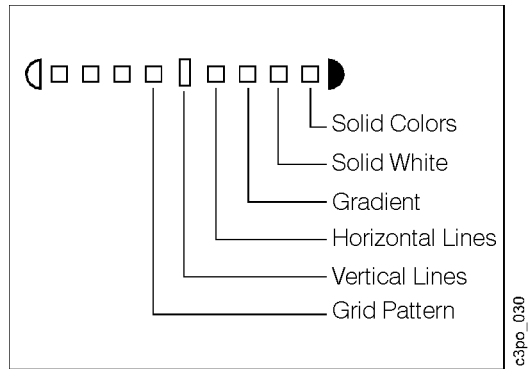 Solid Colors
Solid White
Gradient
Horizontal Lines
Vertical Lines
Grid Pattern
c3po_030